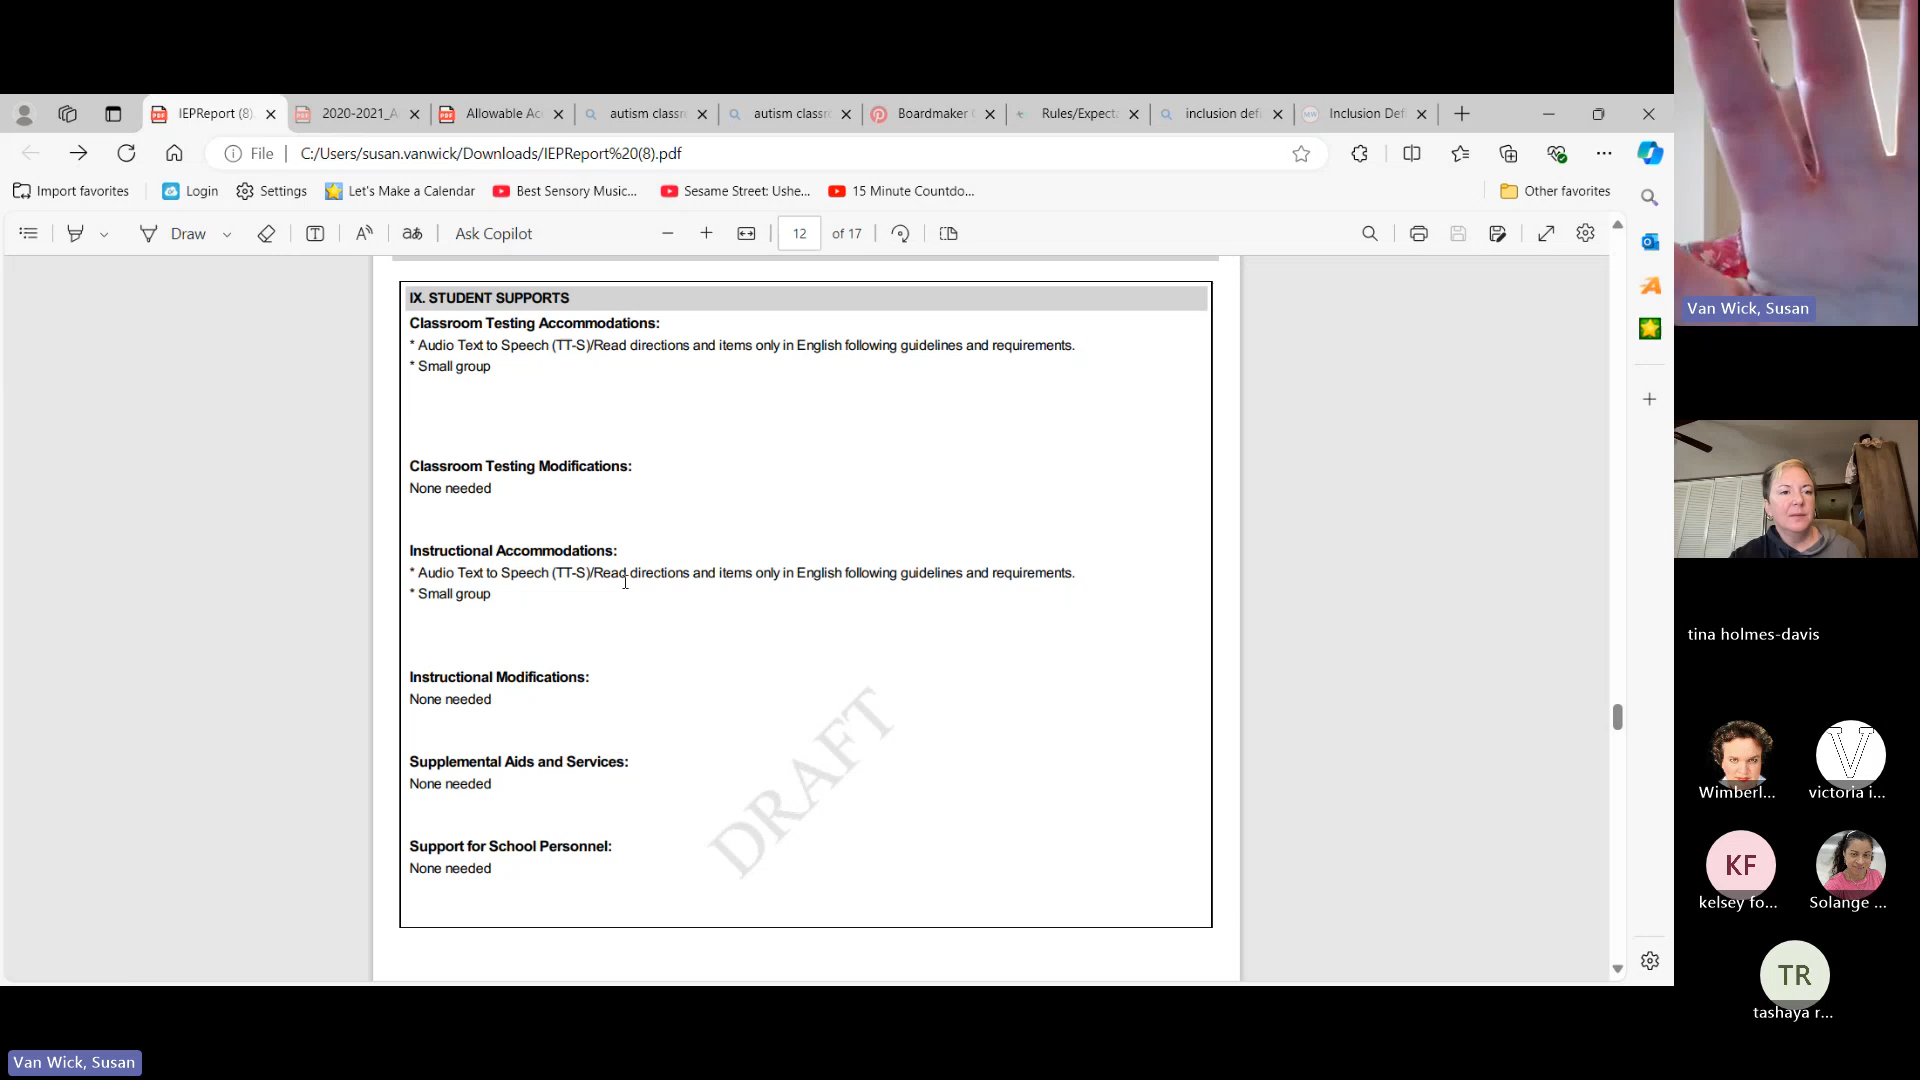 IEPReport (8)
2020-2021_A
Allowable Ac
autism classr
autism classr
Boardmaker
Rules/Expecta
inclusion defi
Inclusion Def
File
C:/Users/susan.vanwick/Downloads/IEPReport%20(8).pdf
Import favorites
Login
Settings
Let's Make a Calendar
Best Sensory Music...
Sesame Street: Ushe...
15 Minute Countdo...
Other favorites
Draw
Ask Copilot
12
of 17
IX. STUDENT SUPPORTS
Classroom Testing Accommodations:
* Audio Text to Speech (TT-S)/Read directions and items only in English following guidelines and requirements.
* Small group
Classroom Testing Modifications:
None needed
Instructional Accommodations:
* Audio Text to Speech (TT-S)/Read directions and items only in English following guidelines and requirements.
* Small group
Instructional Modifications:
None needed
Supplemental Aids and Services:
None needed
Support for School Personnel:
None needed
DRAFT
Van Wick, Susan
tina holmes-davis
Wimberl...
victoria i...
V
KF
kelsey fo...
Solange ...
TR
tashaya r...
Van Wick, Susan